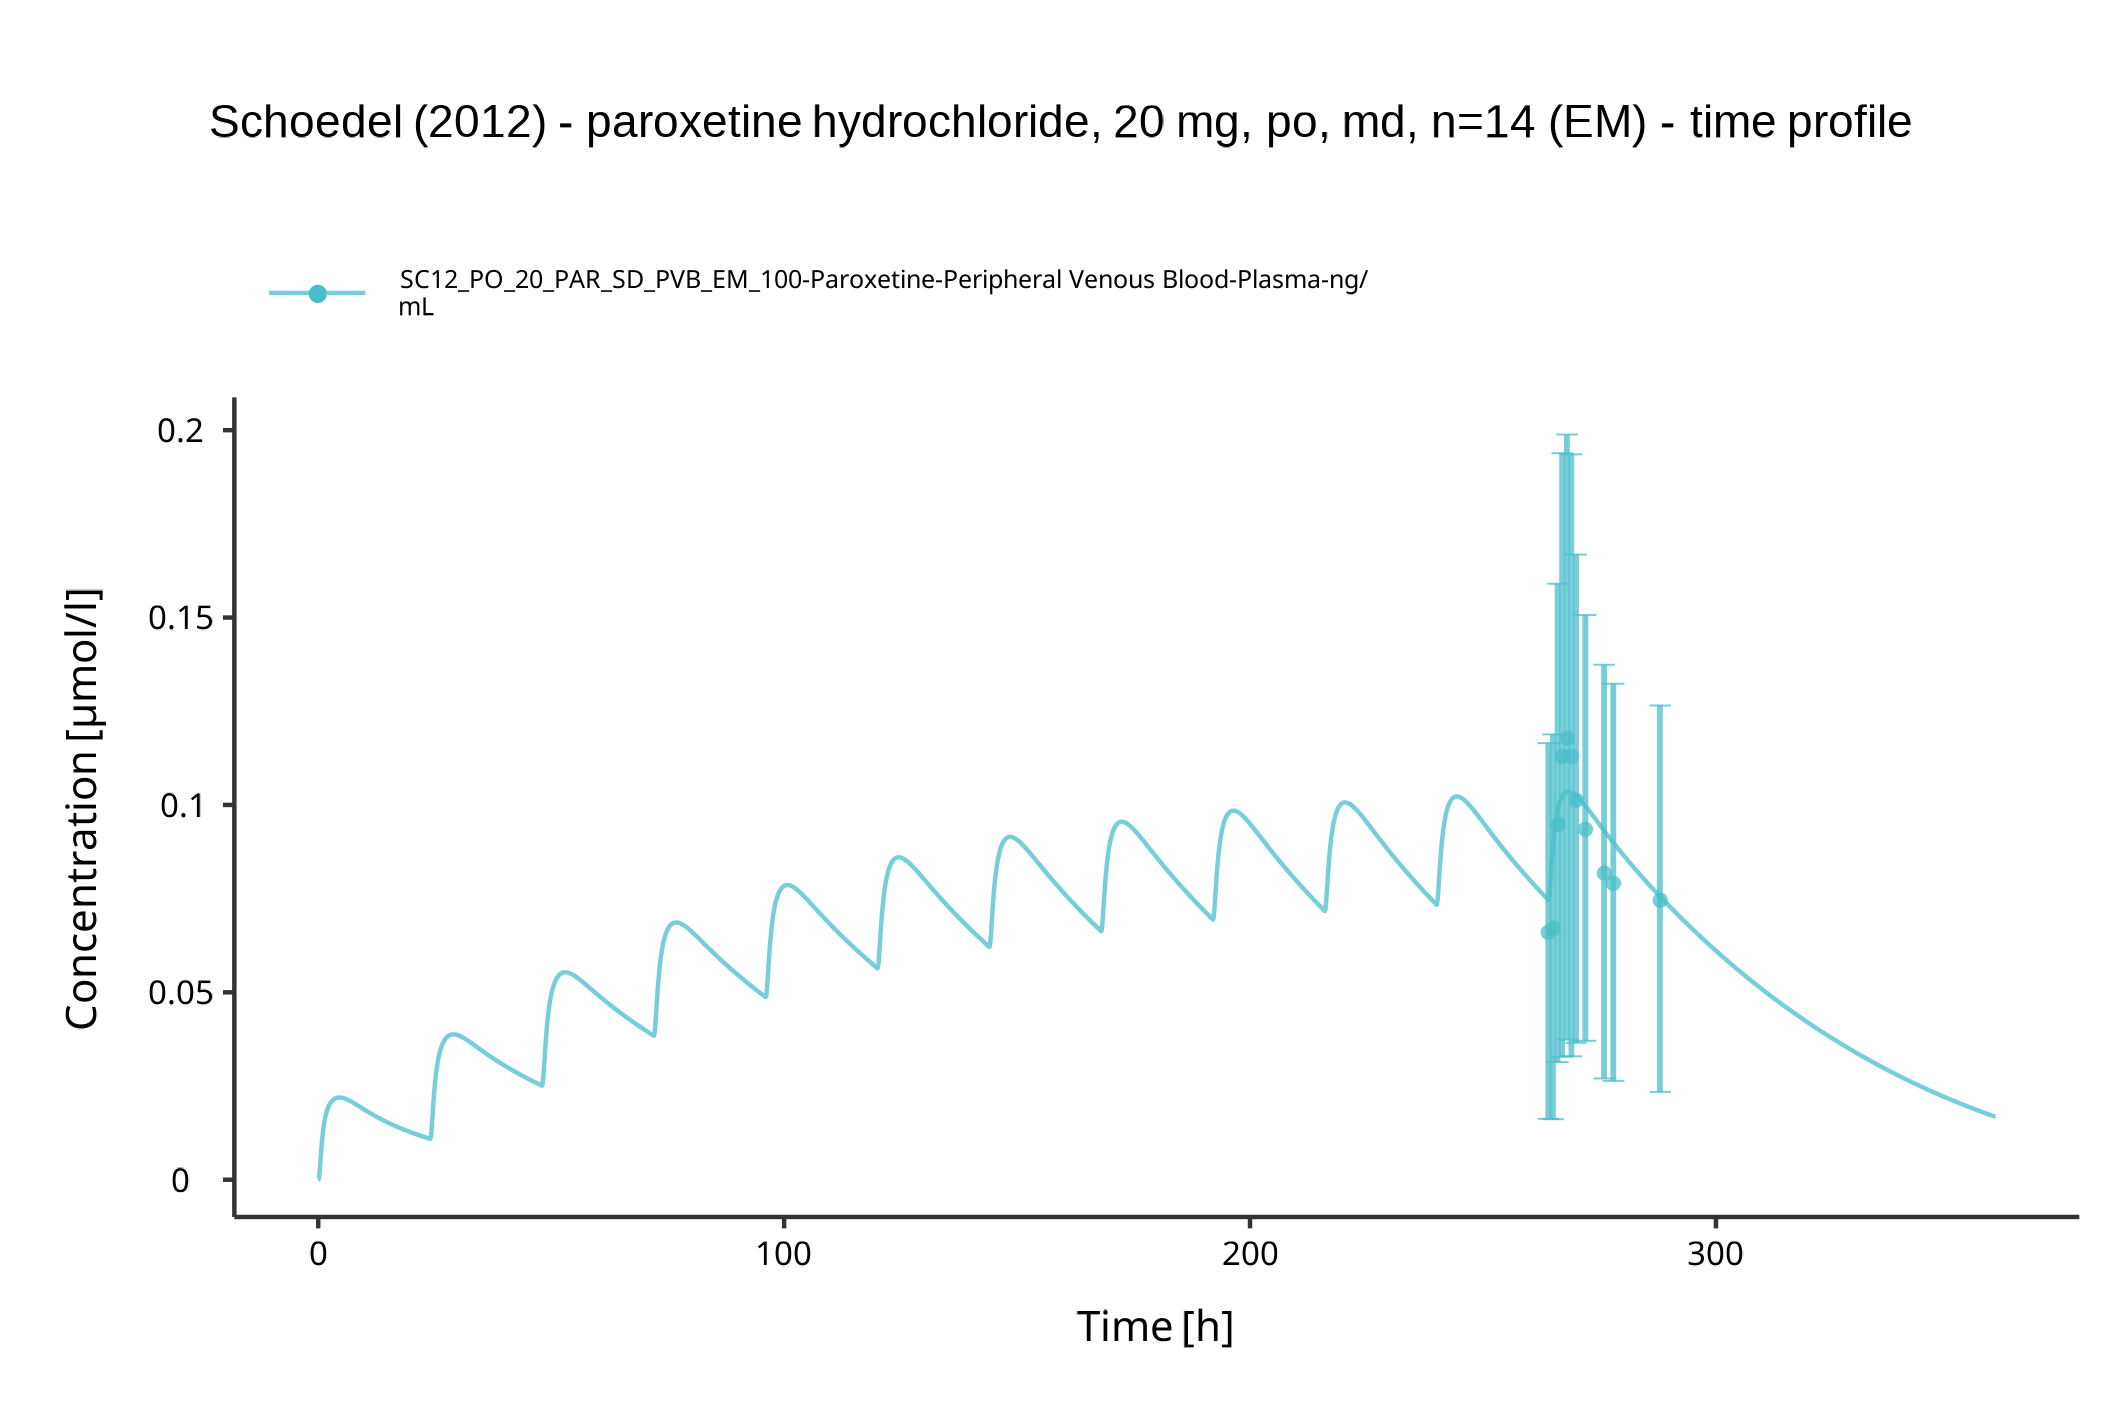 Schoedel (2012) - paroxetine hydrochloride, 20 mg, po, md, n=14 (EM) - time profile
SC12_PO_20_PAR_SD_PVB_EM_100-Paroxetine-Peripheral Venous Blood-Plasma-ng/
mL
Concentration [µmol/l]
0.2
0.15
0.1
0.05
0
0 100 200 300
Time [h]